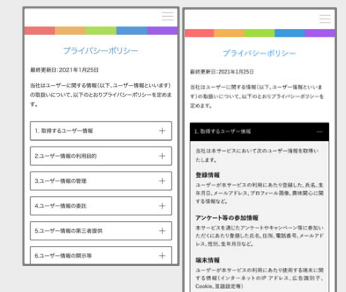 プライバシーポリシー
最終更新日：2021年1月25日
当社はユーザーに関する情報（以下、ユーザー情報といいます）
の取扱いについて、以下のとおりプライバシーポリシーを定めま
す。
1. 取得するユーザー情報
2.ユーザー情報の利用目的
3.ユーザー情報の管理
4.ユーザー情報の委託
5.ユーザー情報の第三者提供
6.ユーザー情報の開示等
プライバシーポリシー
最終更新日：2021年1月25日
当社はユーザーに関する情報（以下、ユーザー情報といいま
す）の取扱いについて、以下のとおりプライバシーポリシーを
定めます。
1. 取得するユーザー情報
当社は本サービスにおいて次のユーザー情報を取得い
たします。
登録情報
ユーザーが本サービスの利用にあたり登録した、氏名、生
年月日、メールアドレス、プロフィール画像、興味関心に関
する情報など。
アンケート等の参加情報
本サービスを通じたアンケートやキャンペーン等に参加い
ただくにあたり登録した氏名、住所、電話番号、メールアド
レス、性別、生年月日など。
端末情報
ユーザーが本サービスの利用にあたり使用する端末に関
する情報（インターネットのIP アドレス、広告識別子、
Cookie、言語設定等）